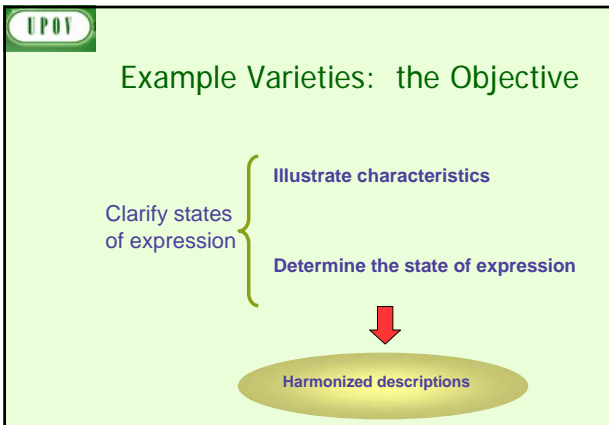 UPOV
Example Varieties: the Objective
Illustrate characteristics
Clarify states
of expression
Determine the state of expression
Harmonized descriptions